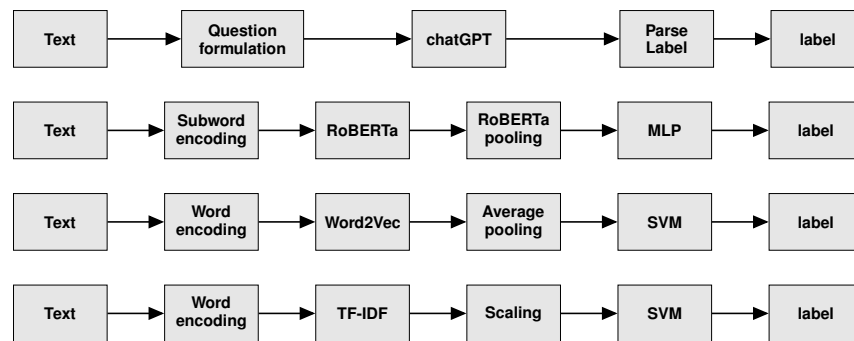 Text
Question
formulation
chatGPT
Parse
Label
label
Text
Subword
encoding
RoBERTa
RoBERTa
pooling
MLP
label
Text
Word
encoding
Word2Vec
Average
pooling
SVM
label
Text
Word
encoding
TF-IDF
Scaling
SVM
label